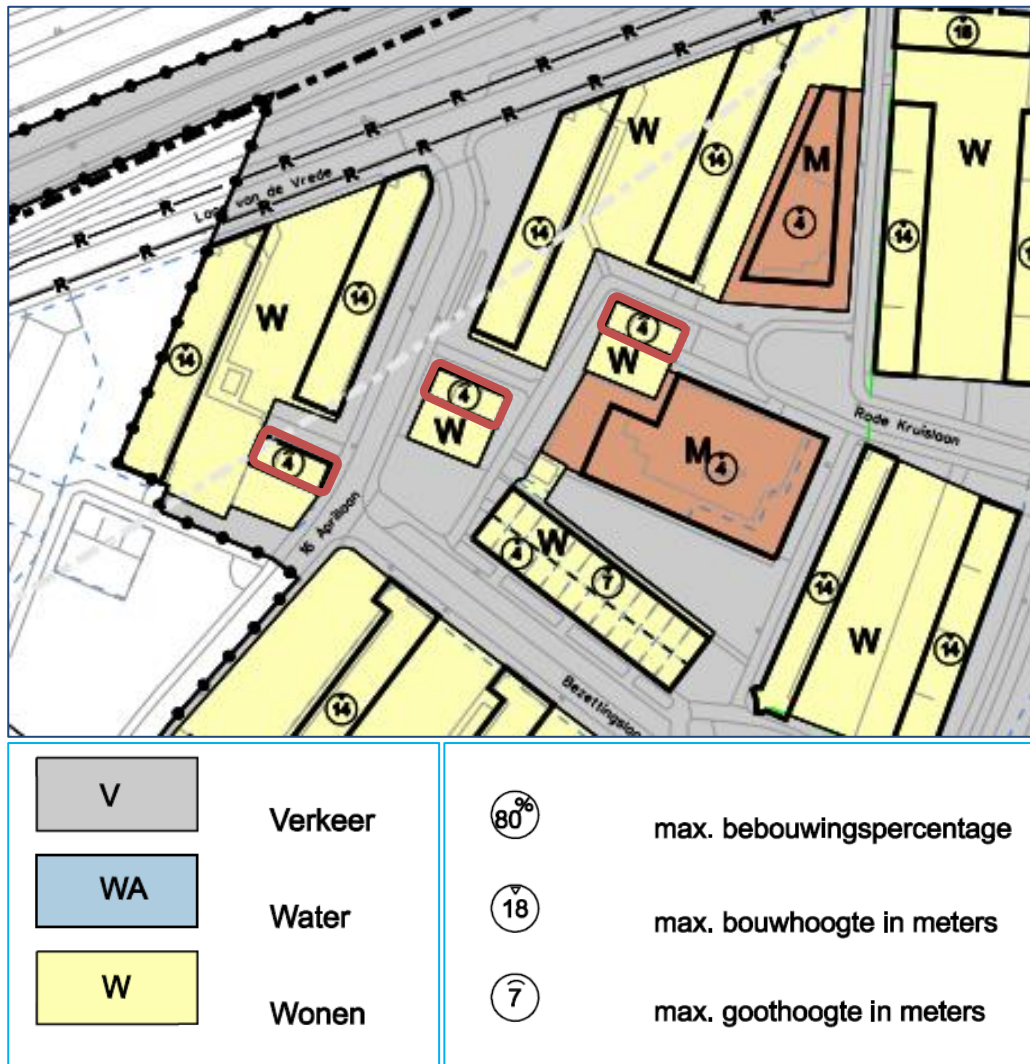 18
R R R R R R R
W
14
M
4
W
Laan van de Vrede
14
14
14
W
14
14
4
W
4
W
Rode Kruislaan
M 4
4
16 Aprillaan
W
4
7
14
W
14
14
Bezettingslaan
V
Verkeer
WA
Water
W
Wonen
80%
max. bebouwingspercentage
18
max. bouwhoogte in meters
7
max. goothoogte in meters